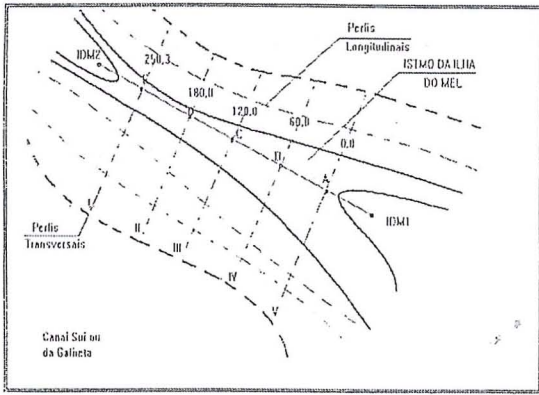 Perfis
Longitudinais
ISTMO DA ILHA
DO MEL
IDM2
250,3
180,0
120,0
60,0
0,0
D
C
A
IDM1
Perfis
Transversais
I
II
III
IV
V
Canal Sul ou
da Galheta